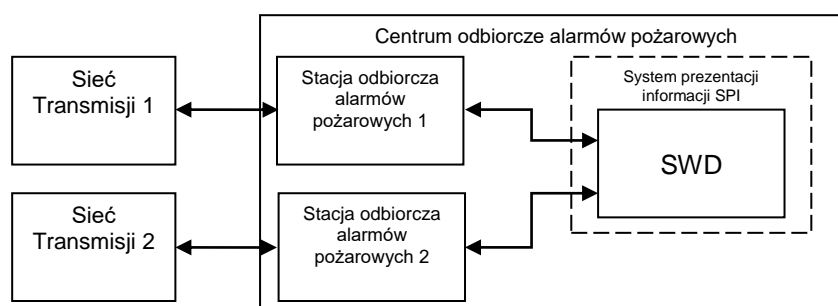 Centrum odbiorcze alarmów pożarowych
Sieć
Transmisji 1
Stacja odbiorcza
alarmów
pożarowych 1
System prezentacji
informacji SPI
SWD
Sieć
Transmisji 2
Stacja odbiorcza
alarmów
pożarowych 2